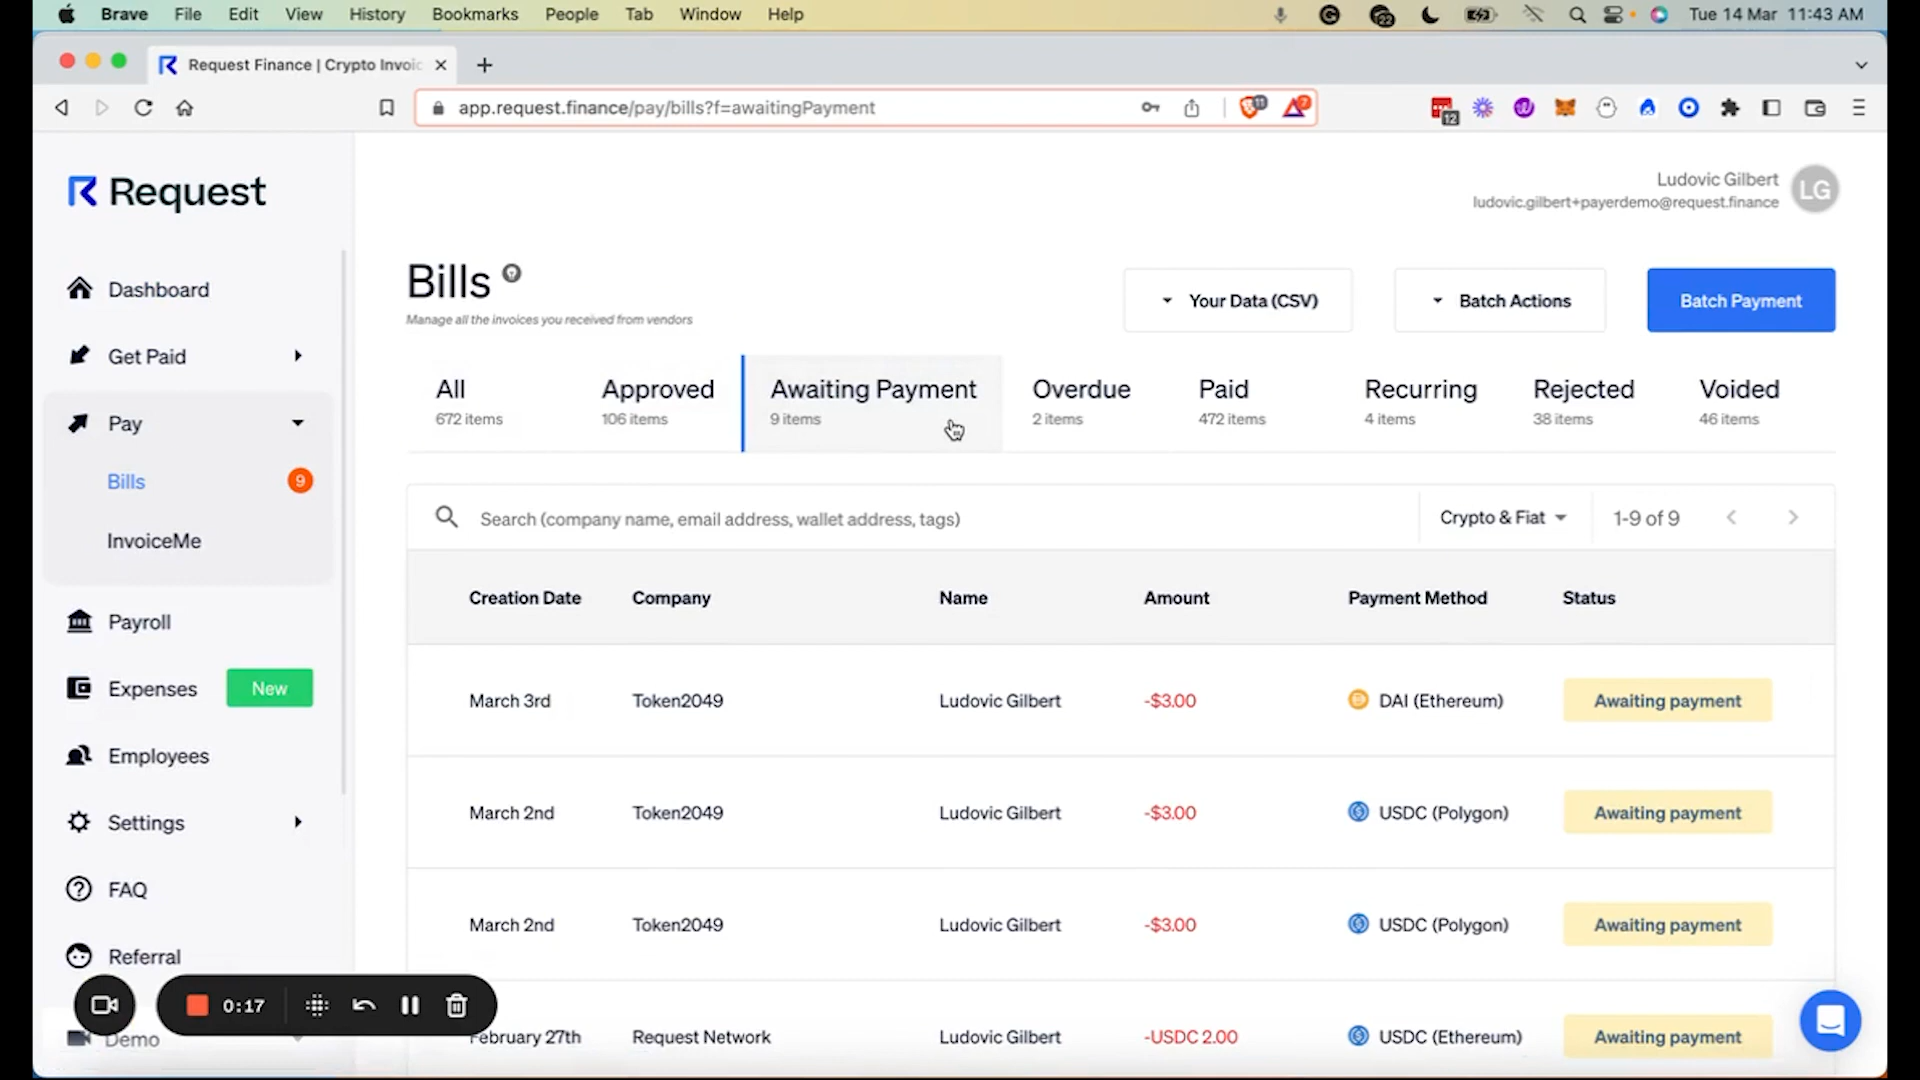 Brave File Edit View History Bookmarks People Tab Window Help 22 Tue 14 Mar 11:43 AM
Request Finance | Crypto Invoic
app.request.finance/pay/bills?f=awaitingPayment 11 7 12
Request
Ludovic Gilbert
ludovic.gilbert+payerdemo@request.finance
LG
Dashboard
Get Paid
Pay
Bills 9
InvoiceMe
Payroll
Expenses New
Employees
Settings
FAQ
Referral
Demo
0:17
Bills
Manage all the invoices you received from vendors
Your Data (CSV) Batch Actions Batch Payment
All Approved Awaiting Payment Overdue Paid Recurring Rejected Voided
672 items 106 items 9 items 2 items 472 items 4 items 38 items 46 items
Search (company name, email address, wallet address, tags) Crypto & Fiat 1-9 of 9
Creation Date Company Name Amount Payment Method Status
March 3rd Token2049 Ludovic Gilbert -$3.00 DAI (Ethereum) Awaiting payment
March 2nd Token2049 Ludovic Gilbert -$3.00 USDC (Polygon) Awaiting payment
March 2nd Token2049 Ludovic Gilbert -$3.00 USDC (Polygon) Awaiting payment
February 27th Request Network Ludovic Gilbert -USDC 2.00 USDC (Ethereum) Awaiting payment